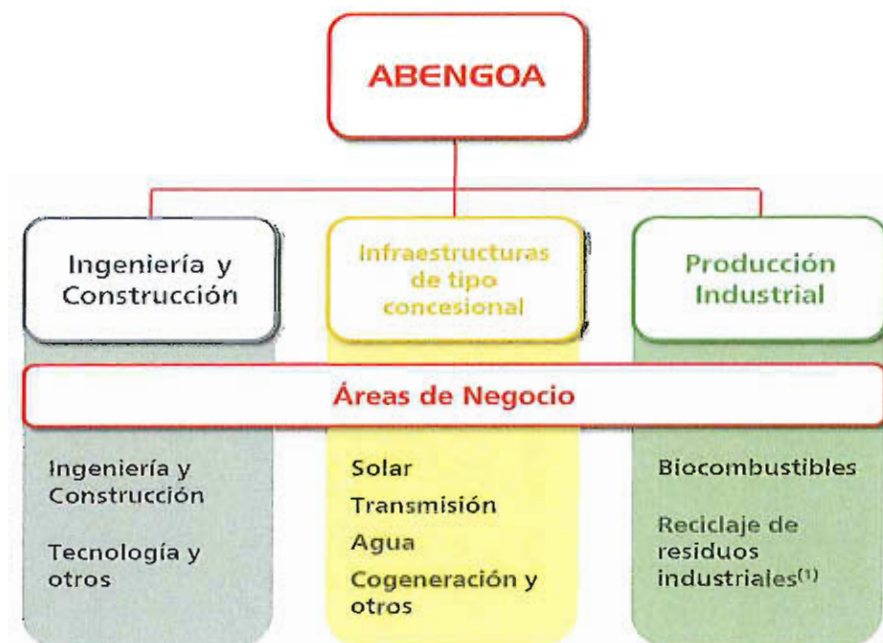 ABENGOA
Ingeniería y
Construcción
Infraestructuras
de tipo
concesional
Producción
Industrial
Áreas de Negocio
Ingeniería y
Construcción
Tecnología y
otros
Solar
Transmisión
Agua
Cogeneración y
otros
Biocombustibles
Reciclaje de
residuos
industriales(1)